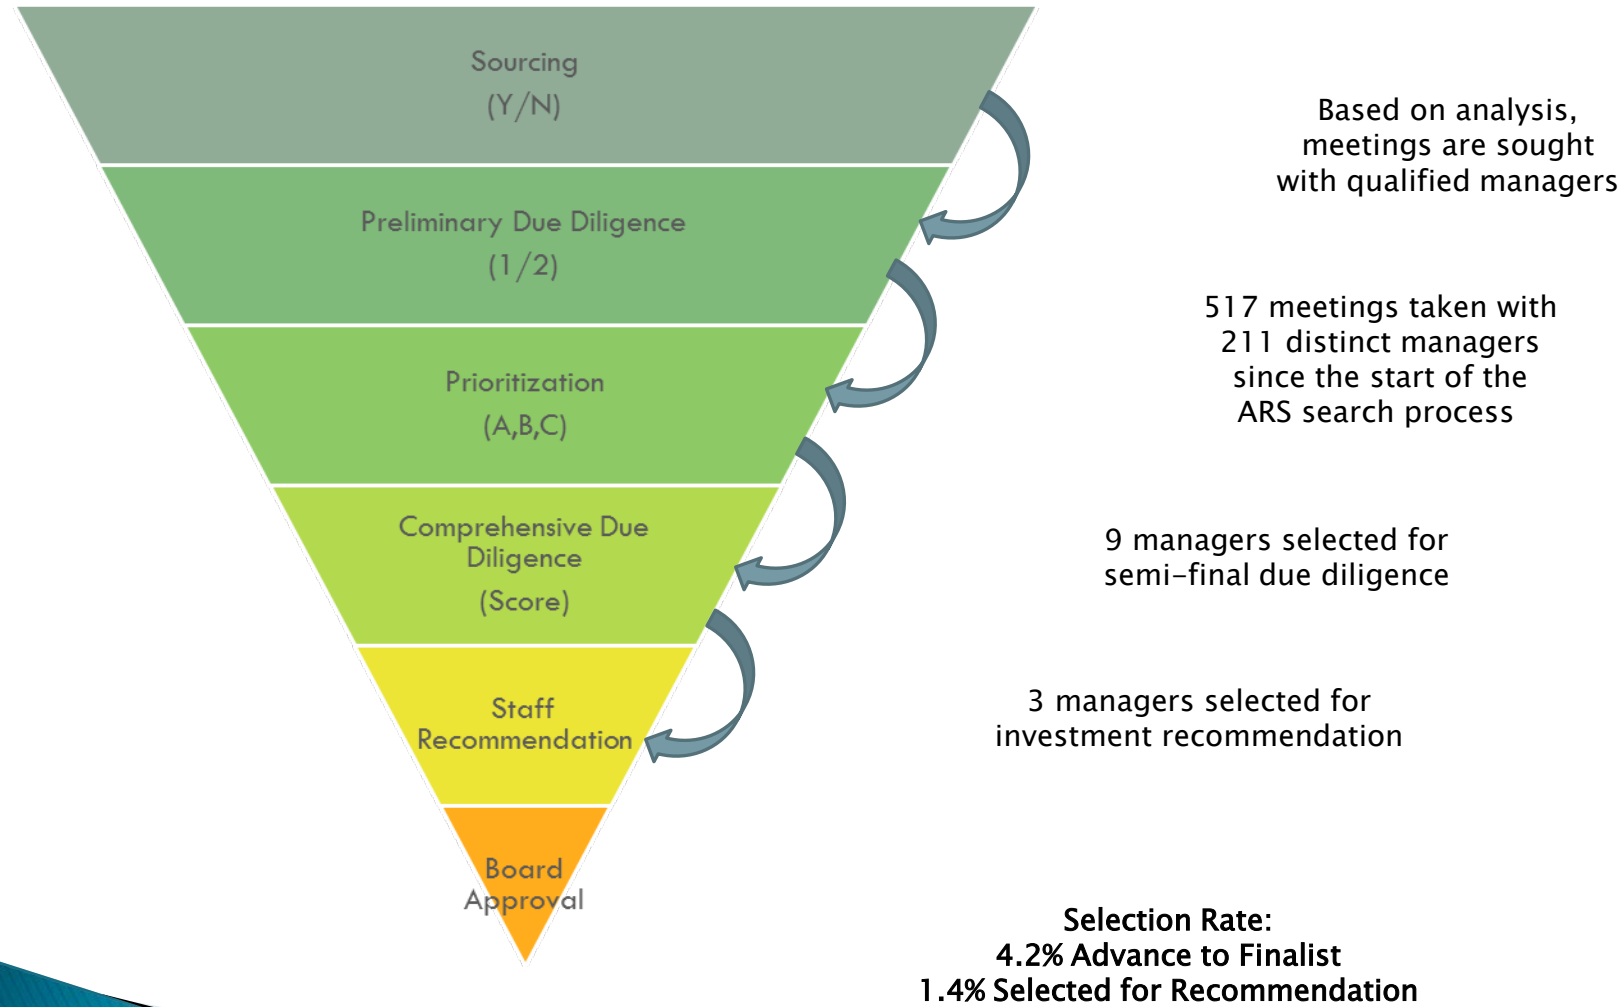 Sourcing
(Y/N)
Based on analysis,
meetings are sought
with qualified managers
Preliminary Due Diligence
(1/2)
517 meetings taken with
211 distinct managers
since the start of the
ARS search process
Prioritization
(A,B,C)
Comprehensive Due
Diligence
(Score)
9 managers selected for
semi-final due diligence
Staff
Recommendation
3 managers selected for
investment recommendation
Board
Approval
Selection Rate:
4.2% Advance to Finalist
1.4% Selected for Recommendation